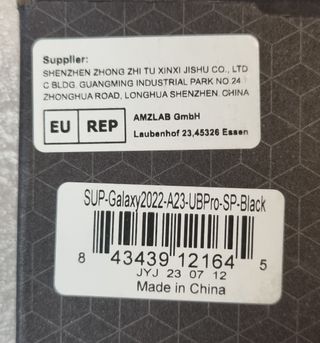 Supplier:
SHENZHEN ZHONG ZHI TU XINXI JISHU CO., LTD
C BLDG. GUANGMING INDUSTRIAL PARK NO.24
ZHONGHUA ROAD, LONGHUA SHENZHEN. CHINA
EU REP
AMZLAB GmbH
Laubenhof 23,45326 Essen
SUP-Galaxy2022-A23-UBPro-SP-Black
8 43439 12164 5
JYJ 23 07 12
Made in China